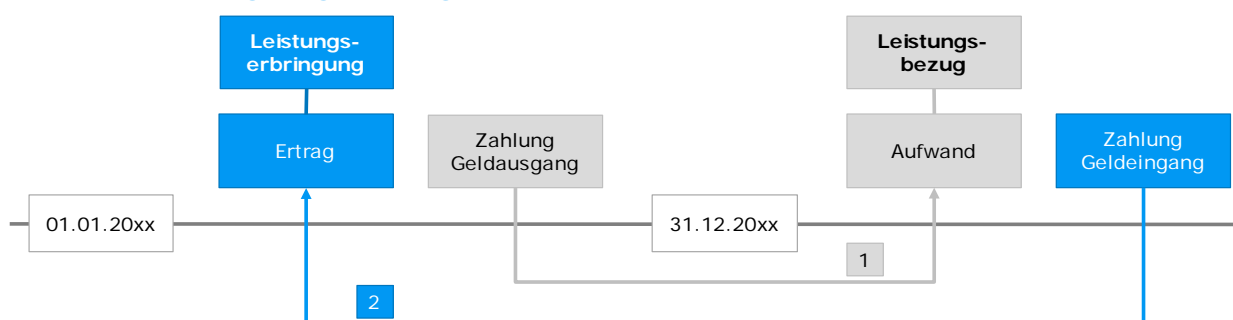 Leistungs-
erbringung
Leistungs-
bezug
Ertrag
Zahlung
Geldausgang
Aufwand
Zahlung
Geldeingang
01.01.20xx
31.12.20xx
1
2